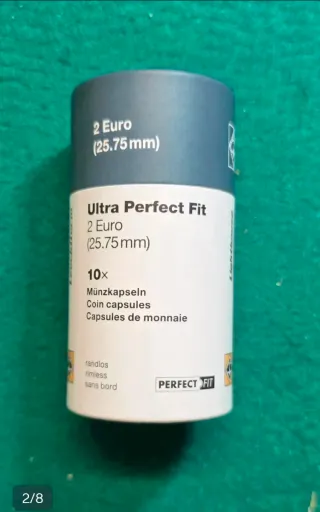 2 Euro
(25.75 mm)
Ultra Perfect Fit
2 Euro
(25.75 mm)
10×
Münzkapseln
Coin capsules
Capsules de monnaie
randlos
rimless
sans bord
PERFECT FIT
2/8